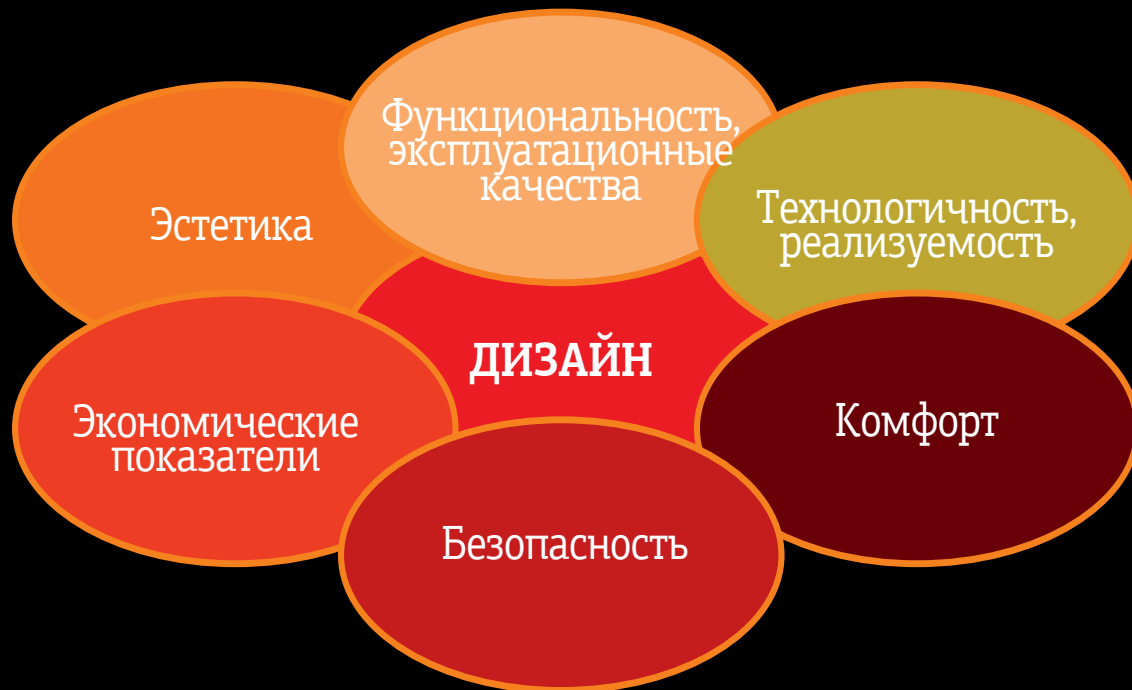 Функциональность,
эксплуатационные
качества
Эстетика
Технологичность,
реализуемость
ДИЗАЙН
Экономические
показатели
Комфорт
Безопасность